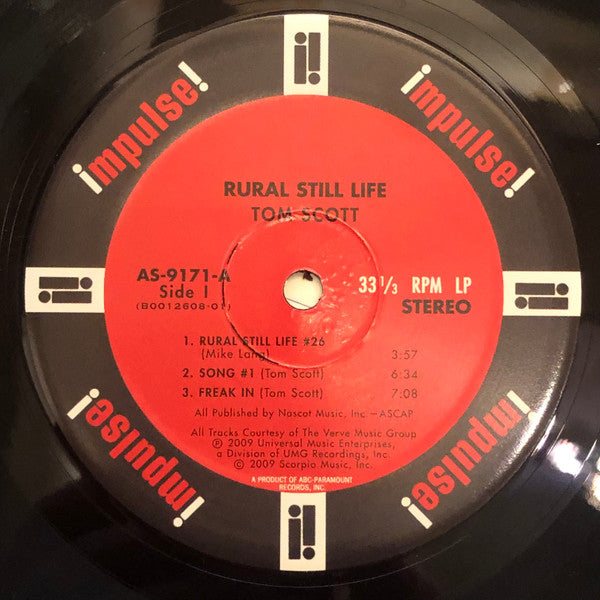 impulse!
impulse!
RURAL STILL LIFE
TOM SCOTT
AS-9171-A
Side 1
(B0012608-01)
33 1/3 RPM LP
STEREO
1. RURAL STILL LIFE #26
(Mike Lang) 3:57
2. SONG #1 (Tom Scott) 6:34
3. FREAK IN (Tom Scott) 7:08
All Published by Nascot Music, Inc —ASCAP
All Tracks Courtesy of The Verve Music Group
℗ 2009 Universal Music Enterprises,
a Division of UMG Recordings, Inc.
© 2009 Scorpio Music, Inc.
A PRODUCT OF ABC-PARAMOUNT
RECORDS, INC.
impulse!
impulse!